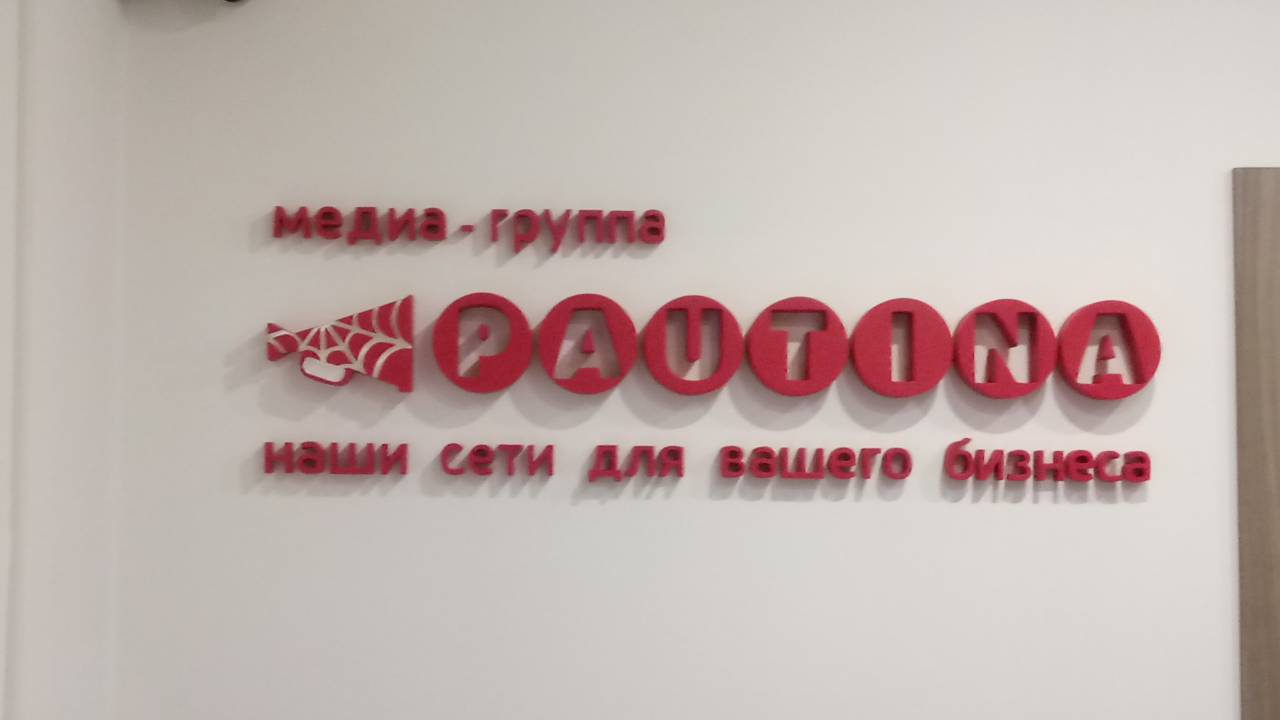 медиа - группа
PAUTINA
наши сети для вашего бизнеса